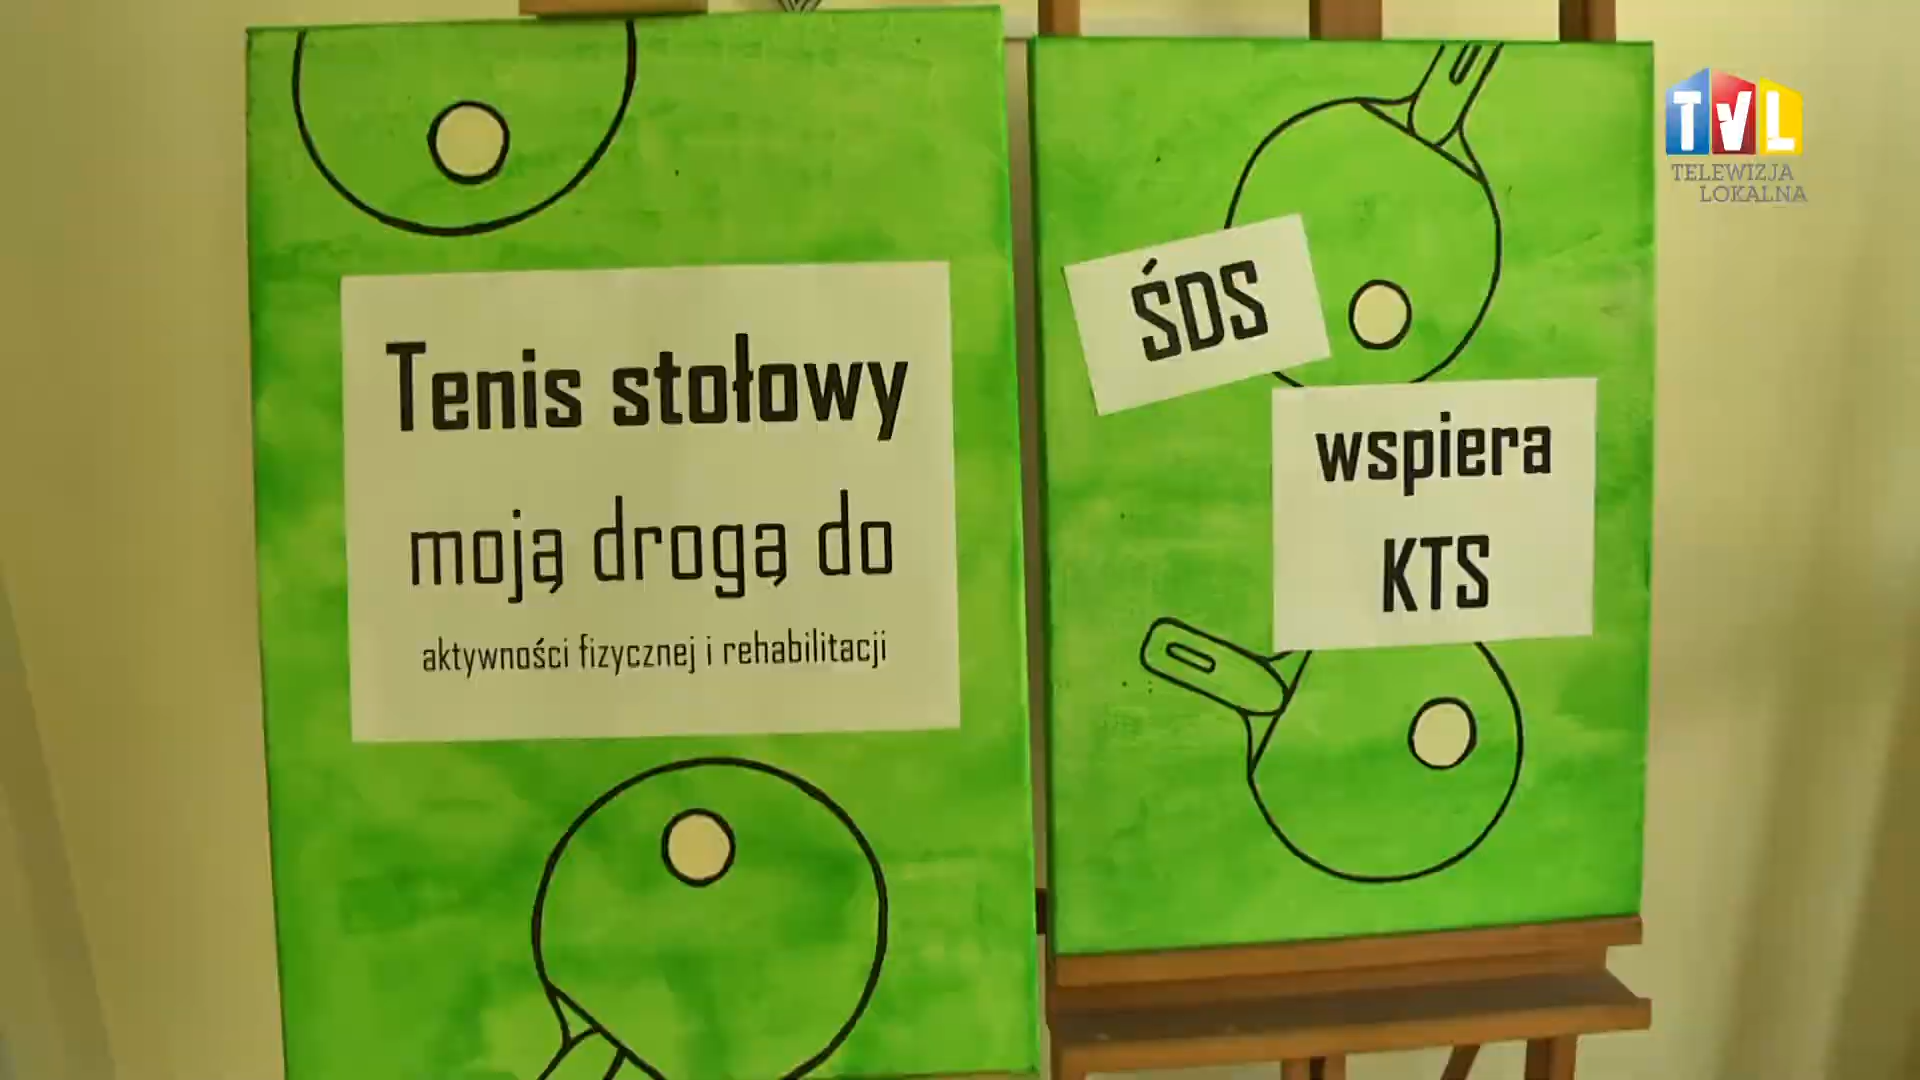 Tenis stołowy
moją drogą do
aktywności fizycznej i rehabilitacji
ŚDS
wspiera
KTS
TVL
TELEWIZJA
LOKALNA